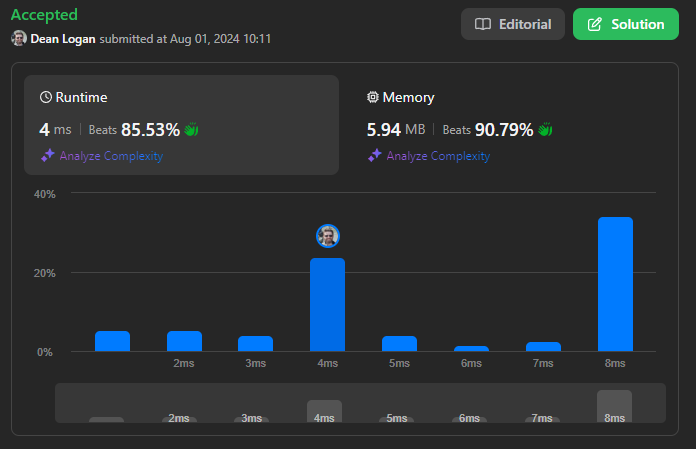 Accepted
Editorial
Solution
Dean Logan submitted at Aug 01, 2024 10:11
Runtime
4 ms | Beats 85.53%
Analyze Complexity
Memory
5.94 MB | Beats 90.79%
Analyze Complexity
40%
20%
0%
2ms 3ms 4ms 5ms 6ms 7ms 8ms
2ms 3ms 4ms 5ms 6ms 7ms 8ms